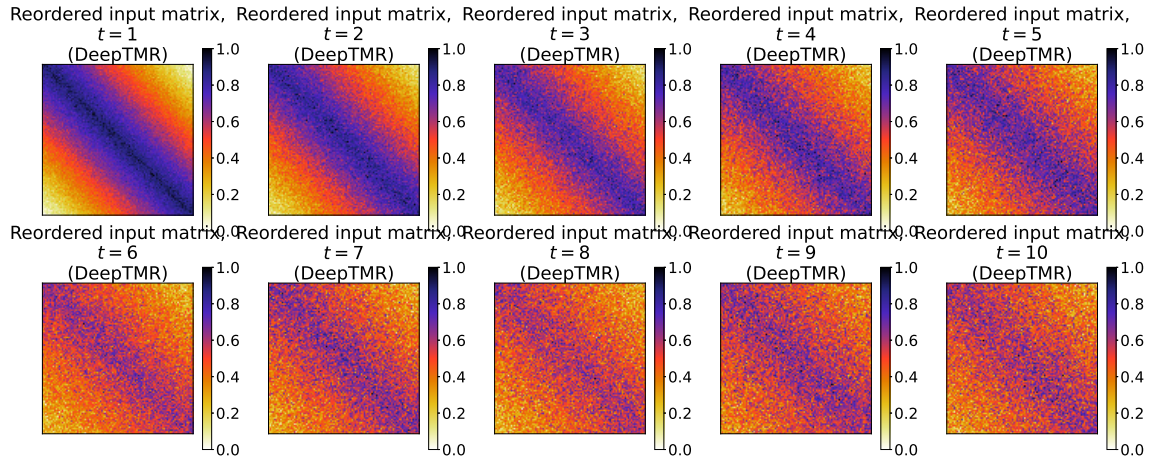 Reordered input matrix, Reordered input matrix, Reordered input matrix, Reordered input matrix, Reordered input matrix,
t = 1 t = 2 t = 3 t = 4 t = 5
(DeepTMR) (DeepTMR) (DeepTMR) (DeepTMR) (DeepTMR)
1.0 1.0 1.0 1.0 1.0
0.8 0.8 0.8 0.8 0.8
0.6 0.6 0.6 0.6 0.6
0.4 0.4 0.4 0.4 0.4
0.2 0.2 0.2 0.2 0.2
0.0 0.0 0.0 0.0 0.0
Reordered input matrix, Reordered input matrix, Reordered input matrix, Reordered input matrix, Reordered input matrix,
t = 6 t = 7 t = 8 t = 9 t = 10
(DeepTMR) (DeepTMR) (DeepTMR) (DeepTMR) (DeepTMR)
1.0 1.0 1.0 1.0 1.0
0.8 0.8 0.8 0.8 0.8
0.6 0.6 0.6 0.6 0.6
0.4 0.4 0.4 0.4 0.4
0.2 0.2 0.2 0.2 0.2
0.0 0.0 0.0 0.0 0.0